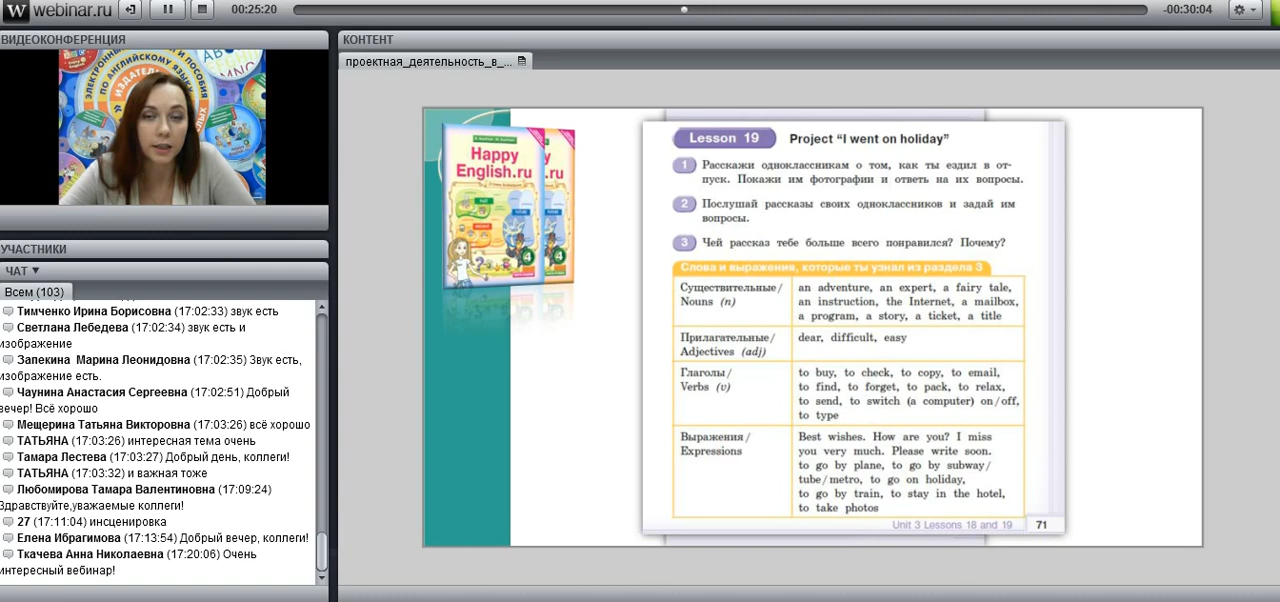 W webinar.ru
00:25:20
-00:30:04
ВИДЕОКОНФЕРЕНЦИЯ
ЭЛЕКТРОННЫЕ
ПОСОБИЯ
ПО АНГЛИЙСКОМУ ЯЗЫКУ
УЧАСТНИКИ
ЧАТ
Всем (103)
Тимченко Ирина Борисовна (17:02:33) звук есть
Светлана Лебедева (17:02:34) звук есть и
изображение
Запекина Марина Леонидовна (17:02:35) Звук есть,
изображение есть.
Чаунина Анастасия Сергеевна (17:02:51) Добрый
вечер! Всё хорошо
Мещерина Татьяна Викторовна (17:03:26) всё хорошо
ТАТЬЯНА (17:03:26) интересная тема очень
Тамара Лестева (17:03:27) Добрый день, коллеги!
ТАТЬЯНА (17:03:32) и важная тоже
Любомирова Тамара Валентиновна (17:09:24)
Здравствуйте,уважаемые коллеги!
27 (17:11:04) инсценировка
Елена Ибрагимова (17:13:54) Добрый вечер, коллеги!
Ткачева Анна Николаевна (17:20:06) Очень
интересный вебинар!
КОНТЕНТ
проектная_деятельность_в_...
Happy
English.ru
4
y
.ru
4
Lesson 19
Project “I went on holiday”
1 Расскажи одноклассникам о том, как ты ездил в от-
пуск. Покажи им фотографии и ответь на их вопросы.
2 Послушай рассказы своих одноклассников и задай им
вопросы.
3 Чей рассказ тебе больше всего понравился? Почему?
Слова и выражения, которые ты узнал из раздела 3
Существительные/
Nouns (n)
an adventure, an expert, a fairy tale,
an instruction, the Internet, a mailbox,
a program, a story, a ticket, a title
Прилагательные/
Adjectives (adj)
dear, difficult, easy
Глаголы/
Verbs (v)
to buy, to check, to copy, to email,
to find, to forget, to pack, to relax,
to send, to switch (a computer) on/off,
to type
Выражения/
Expressions
Best wishes. How are you? I miss
you very much. Please write soon.
to go by plane, to go by subway/
tube/metro, to go on holiday,
to go by train, to stay in the hotel,
to take photos
Unit 3 Lessons 18 and 19
71